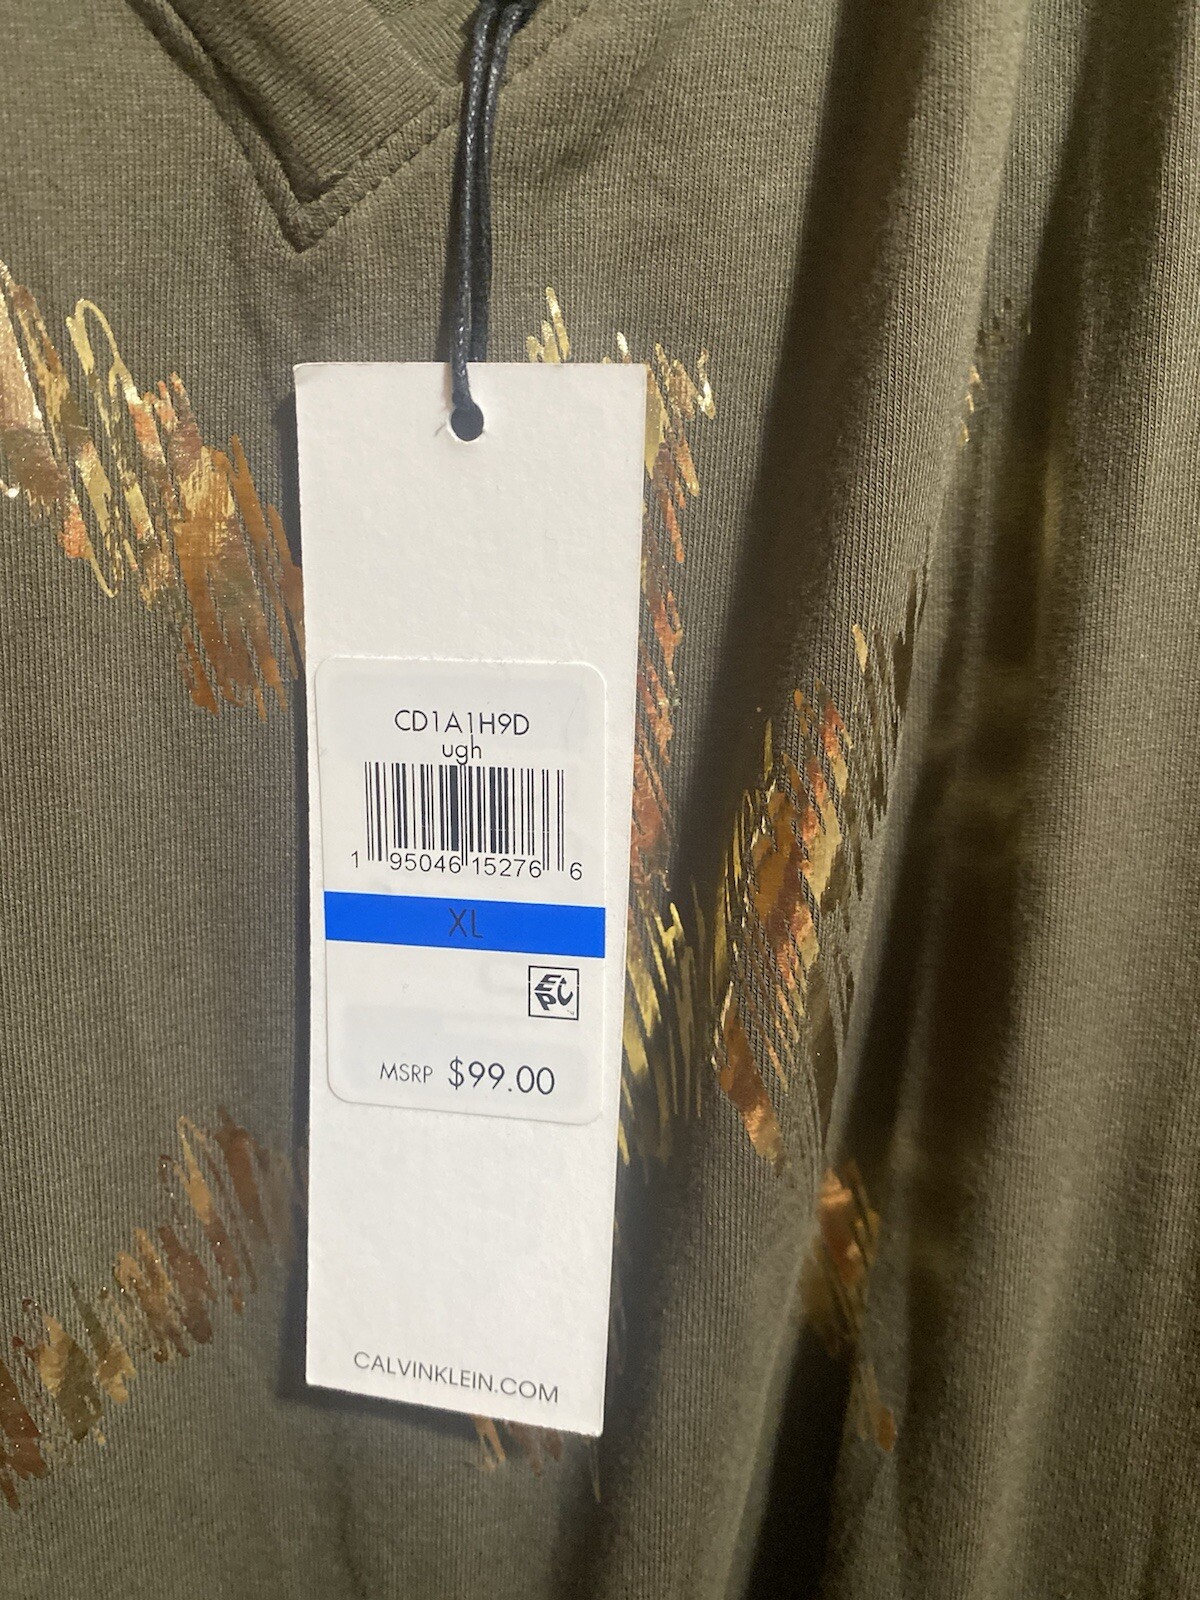 CD1A1H9D
ugh
1 95046 15276 6
XL
EPC
MSRP $99.00
CALVINKLEIN.COM